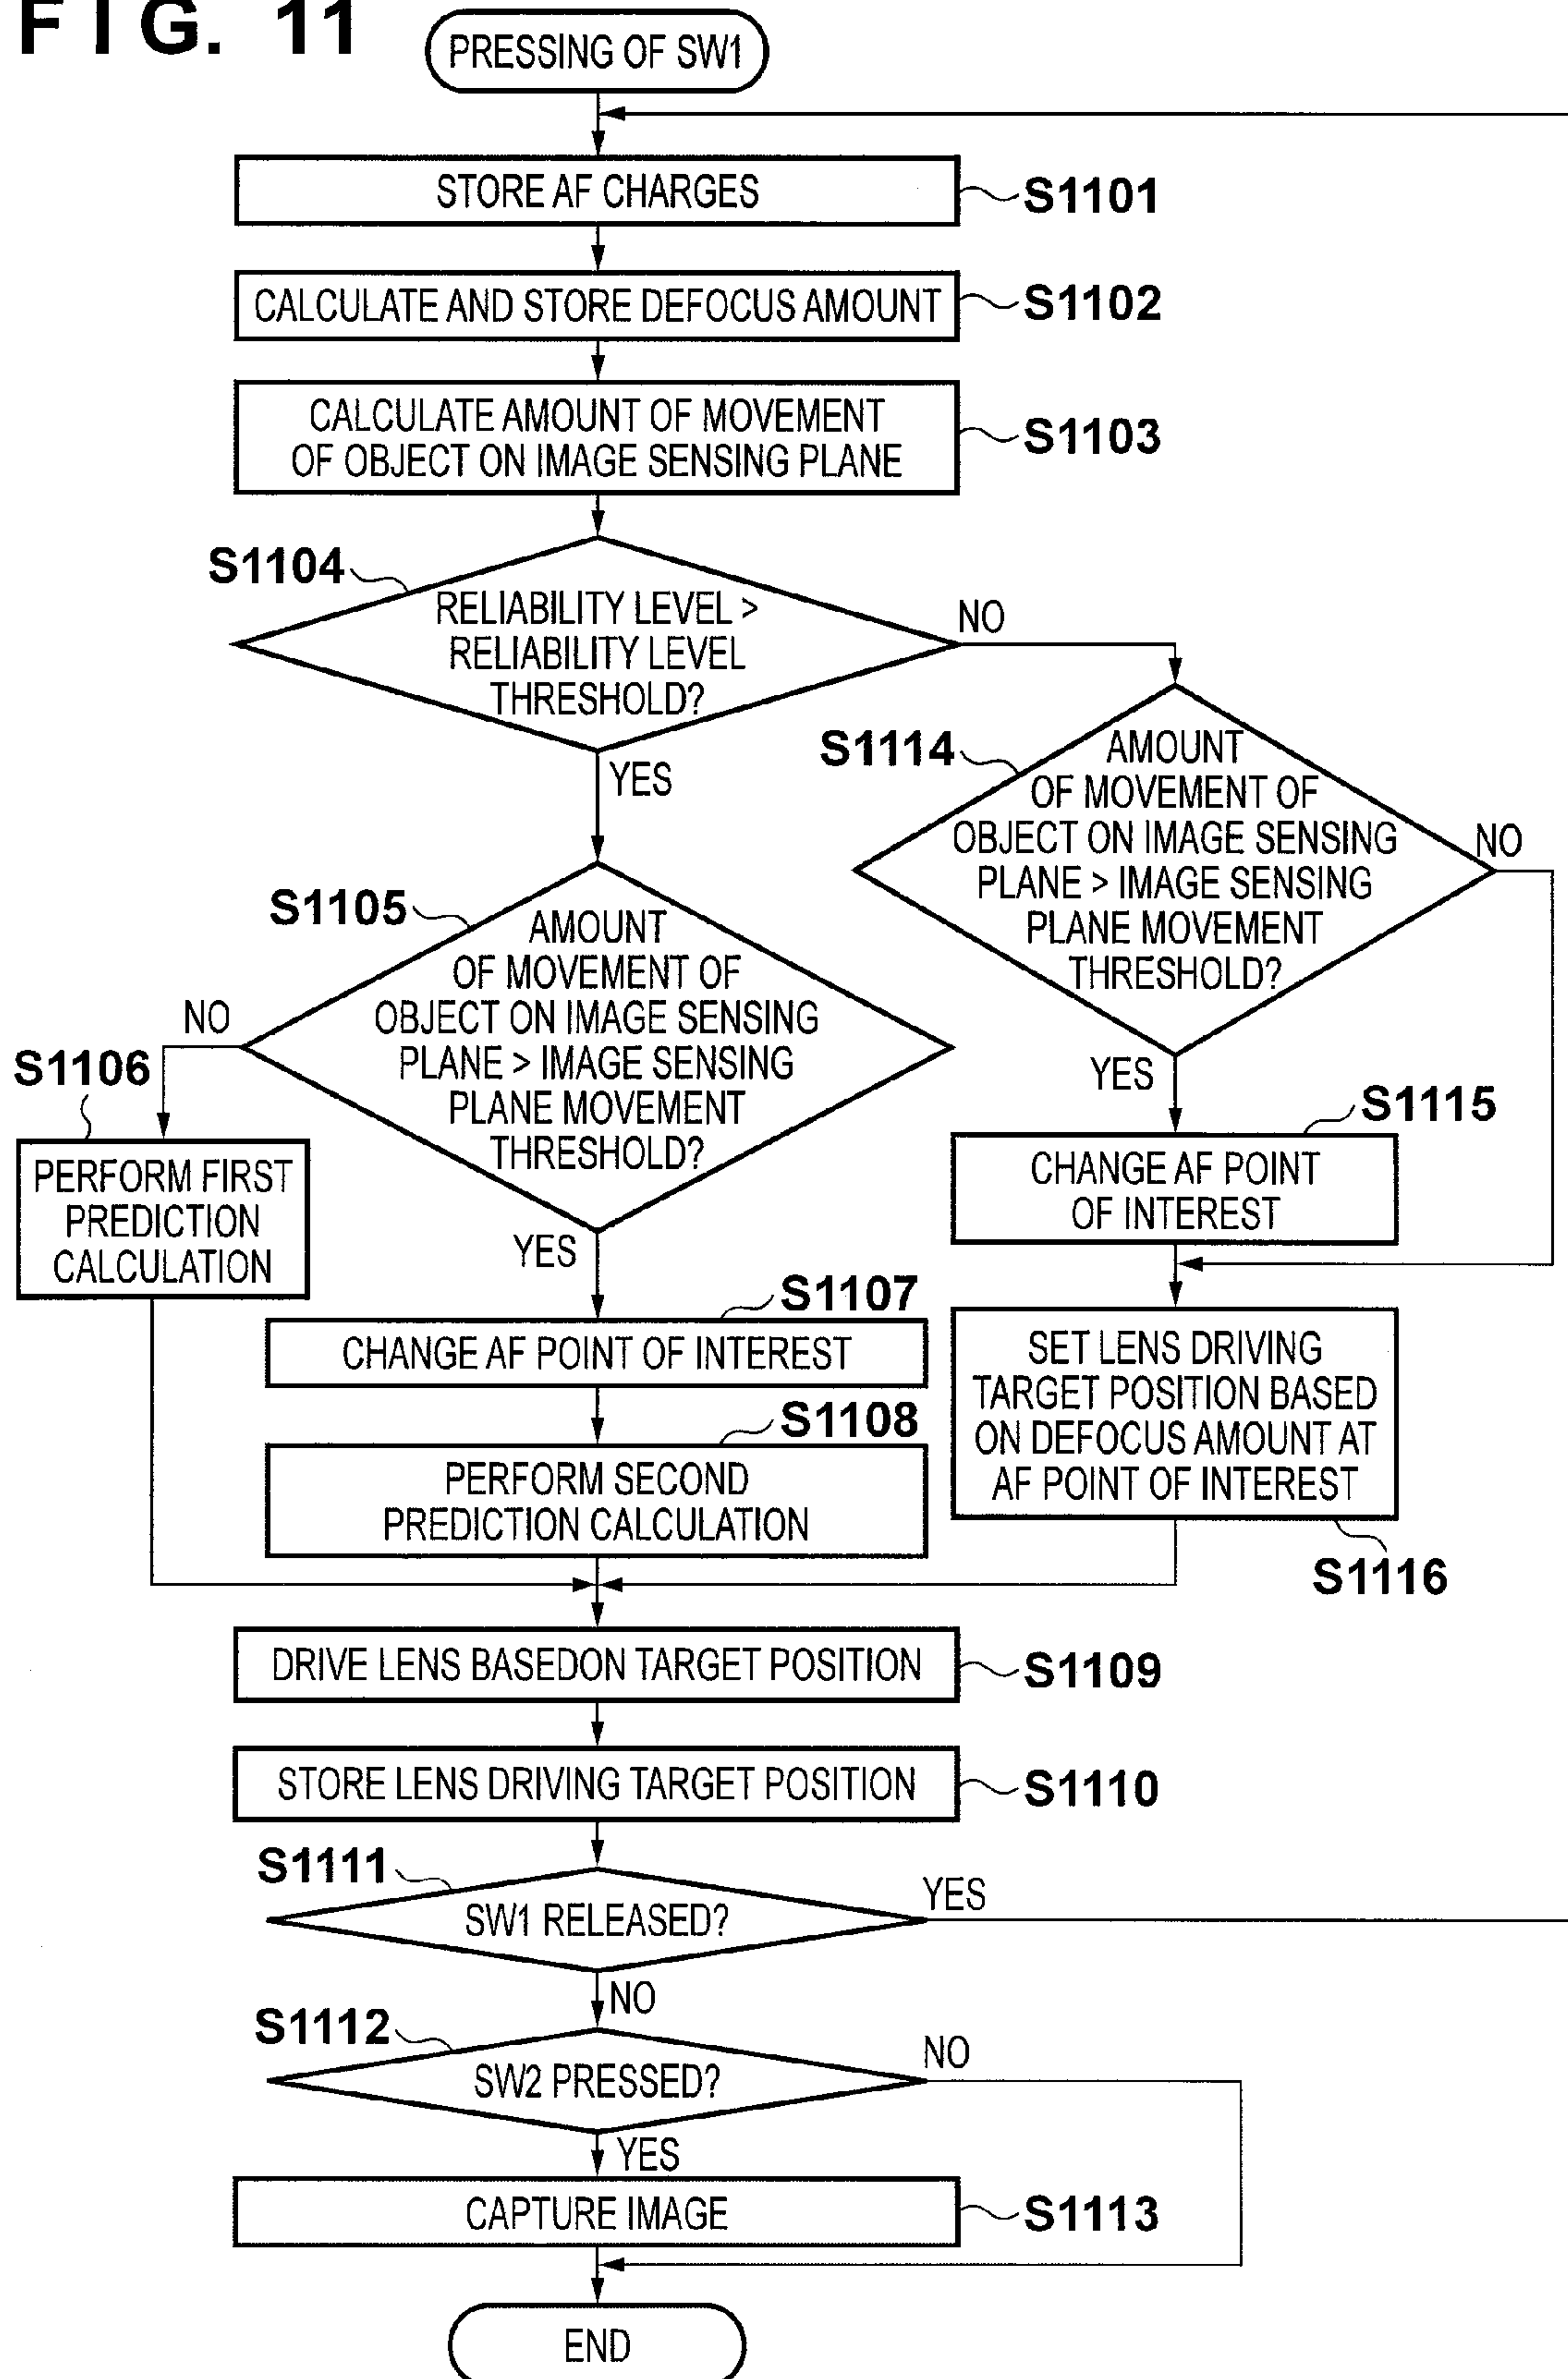 FIG. 11
PRESSING OF SW1
STORE AF CHARGES
S1101
CALCULATE AND STORE DEFOCUS AMOUNT
S1102
CALCULATE AMOUNT OF MOVEMENT
OF OBJECT ON IMAGE SENSING PLANE
S1103
S1104
RELIABILITY LEVEL >
RELIABILITY LEVEL
THRESHOLD?
NO
YES
S1114
AMOUNT
OF MOVEMENT OF
OBJECT ON IMAGE SENSING
PLANE > IMAGE SENSING
PLANE MOVEMENT
THRESHOLD?
NO
YES
S1105
AMOUNT
OF MOVEMENT OF
OBJECT ON IMAGE SENSING
PLANE > IMAGE SENSING
PLANE MOVEMENT
THRESHOLD?
NO
YES
S1106
PERFORM FIRST
PREDICTION
CALCULATION
S1115
CHANGE AF POINT
OF INTEREST
S1107
CHANGE AF POINT OF INTEREST
S1108
PERFORM SECOND
PREDICTION CALCULATION
SET LENS DRIVING
TARGET POSITION BASED
ON DEFOCUS AMOUNT AT
AF POINT OF INTEREST
S1116
DRIVE LENS BASEDON TARGET POSITION
S1109
STORE LENS DRIVING TARGET POSITION
S1110
S1111
SW1 RELEASED?
YES
NO
S1112
SW2 PRESSED?
NO
YES
CAPTURE IMAGE
S1113
END